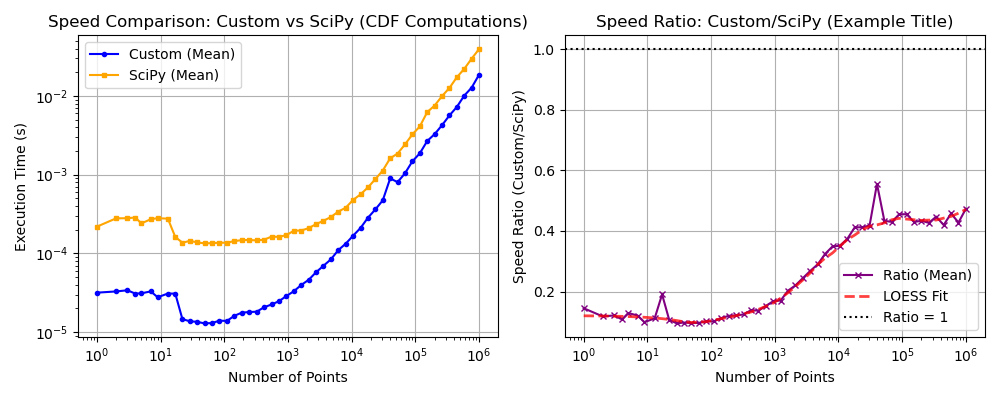 Speed Comparison: Custom vs SciPy (CDF Computations)
Custom (Mean)
SciPy (Mean)
Execution Time (s)
10⁻²
10⁻³
10⁻⁴
10⁻⁵
10⁰ 10¹ 10² 10³ 10⁴ 10⁵ 10⁶
Number of Points
Speed Ratio: Custom/SciPy (Example Title)
Speed Ratio (Custom/SciPy)
1.0
0.8
0.6
0.4
0.2
Ratio (Mean)
LOESS Fit
Ratio = 1
10⁰ 10¹ 10² 10³ 10⁴ 10⁵ 10⁶
Number of Points